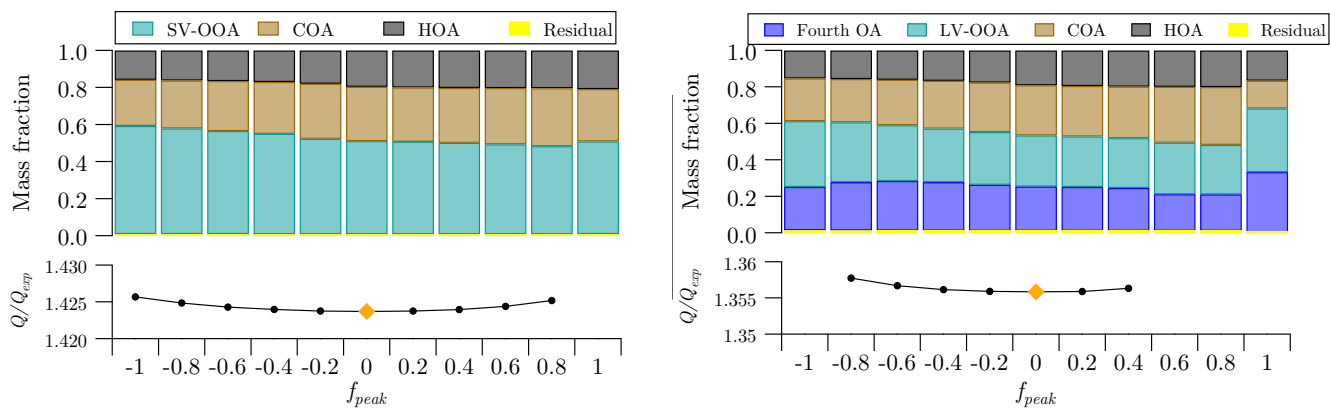 SV-OOA COA HOA Residual
1.0
0.8
0.6
0.4
0.2
0.0
Mass fraction
1.430
1.425
1.420
Q/Q_exp
-1 -0.8 -0.6 -0.4 -0.2 0 0.2 0.4 0.6 0.8 1
f_peak
Fourth OA LV-OOA COA HOA Residual
1.0
0.8
0.6
0.4
0.2
0.0
Mass fraction
1.36
1.355
1.35
Q/Q_exp
-1 -0.8 -0.6 -0.4 -0.2 0 0.2 0.4 0.6 0.8 1
f_peak